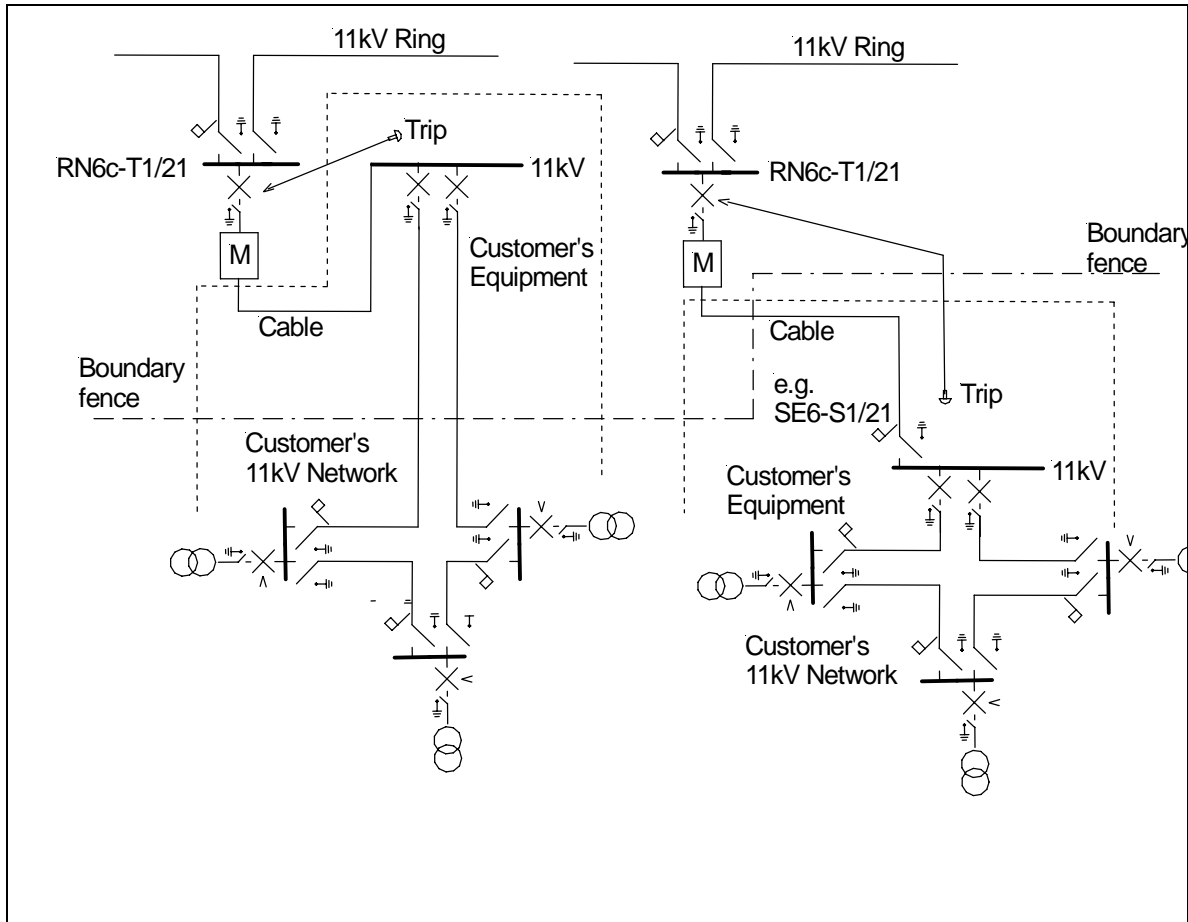 11kV Ring
Trip
RN6c-T1/21
11kV
M
Customer's
Equipment
Cable
Boundary
fence
Customer's
11kV Network
11kV Ring
RN6c-T1/21
Boundary
fence
M
Cable
e.g.
SE6-S1/21
Trip
11kV
Customer's
Equipment
Customer's
11kV Network